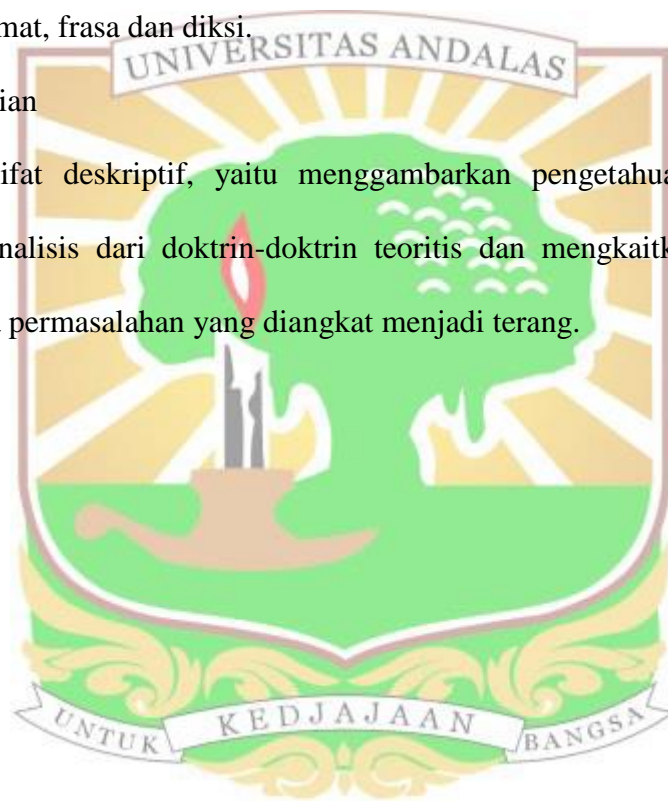 mat, frasa dan diksi.
UNIVERSITAS ANDALAS
ian
ifat deskriptif, yaitu menggambarkan pengetahua
nalisis dari doktrin-doktrin teoritis dan mengkaitk
permasalahan yang diangkat menjadi terang.
UNTUK KEDJAJAAN BANGSA